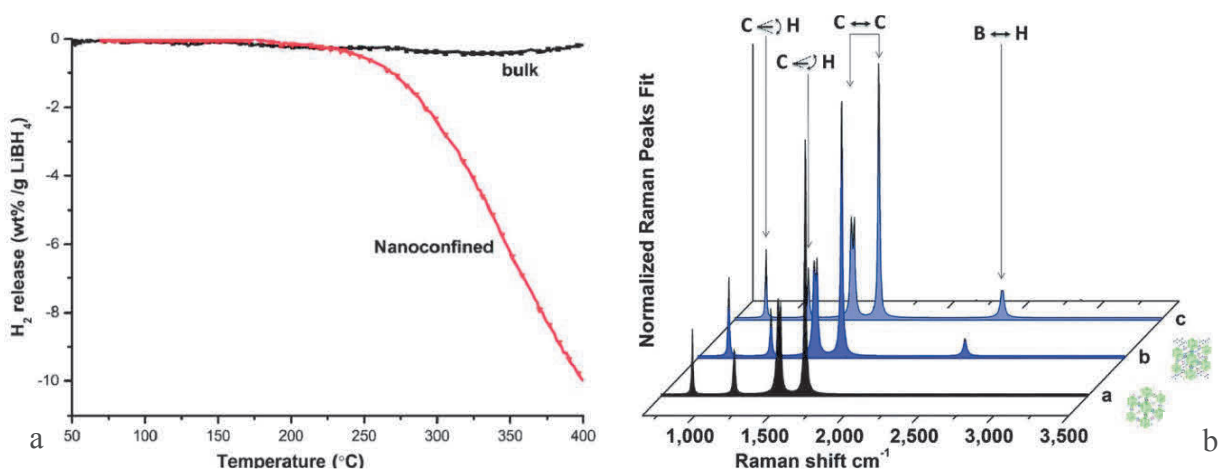 0
-2
-4
-6
-8
-10
H₂ release (wt% /g LiBH₄)
bulk
Nanoconfined
50
100
150
200
250
300
350
400
Temperature (°C)
a
Normalized Raman Peaks Fit
C H
C ↔ C
B ↔ H
C H
c
b
a
1,000
1,500
2,000
2,500
3,000
3,500
Raman shift cm⁻¹
b